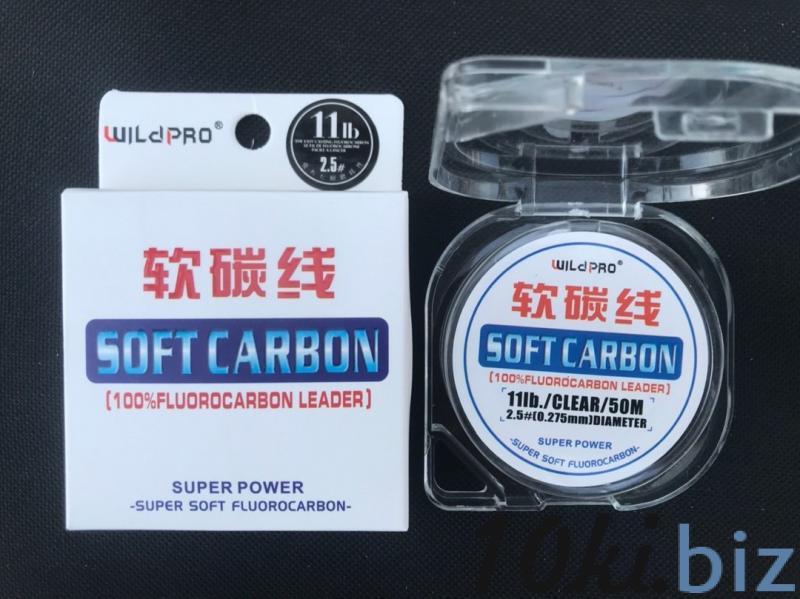 WILDPRO®
11lb
2.5#
软碳线
SOFT CARBON
(100%FLUOROCARBON LEADER)
SUPER POWER
-SUPER SOFT FLUOROCARBON-
WILDPRO®
软碳线
SOFT CARBON
(100%FLUOROCARBON LEADER)
11lb./CLEAR/50M
2.5#(0.275mm)DIAMETER
SUPER POWER
-SUPER SOFT FLUOROCARBON-
10ki.biz